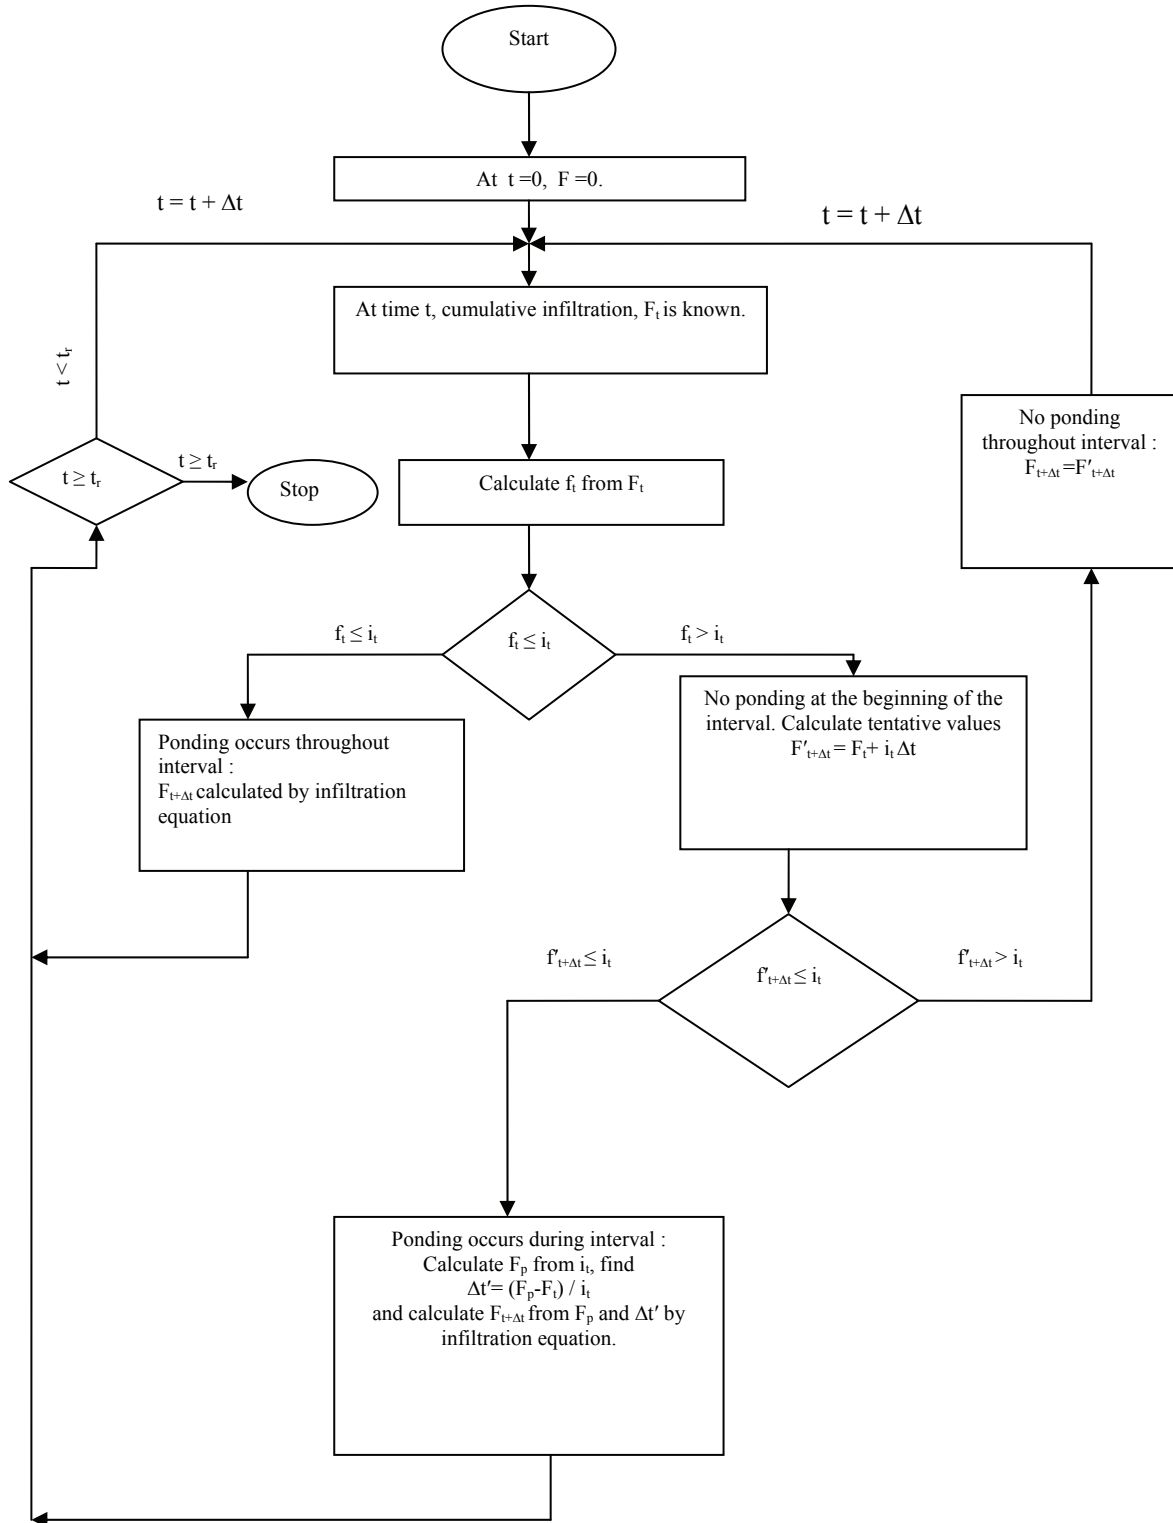 Start
At t =0, F =0.
t = t + Δt
t = t + Δt
At time t, cumulative infiltration, Fₜ is known.
t < tᵣ
No ponding
throughout interval :
Fₜ₊Δₜ =F′ₜ₊Δₜ
t ≥ tᵣ
t ≥ tᵣ
Stop
Calculate fₜ from Fₜ
fₜ ≤ iₜ
fₜ ≤ iₜ
fₜ > iₜ
No ponding at the beginning of the
interval. Calculate tentative values
F′ₜ₊Δₜ = Fₜ+ iₜ Δt
Ponding occurs throughout
interval :
Fₜ₊Δₜ calculated by infiltration
equation
f′ₜ₊Δₜ ≤ iₜ
f′ₜ₊Δₜ ≤ iₜ
f′ₜ₊Δₜ > iₜ
Ponding occurs during interval :
Calculate Fₚ from iₜ, find
Δt′= (Fₚ-Fₜ) / iₜ
and calculate Fₜ₊Δₜ from Fₚ and Δt′ by
infiltration equation.